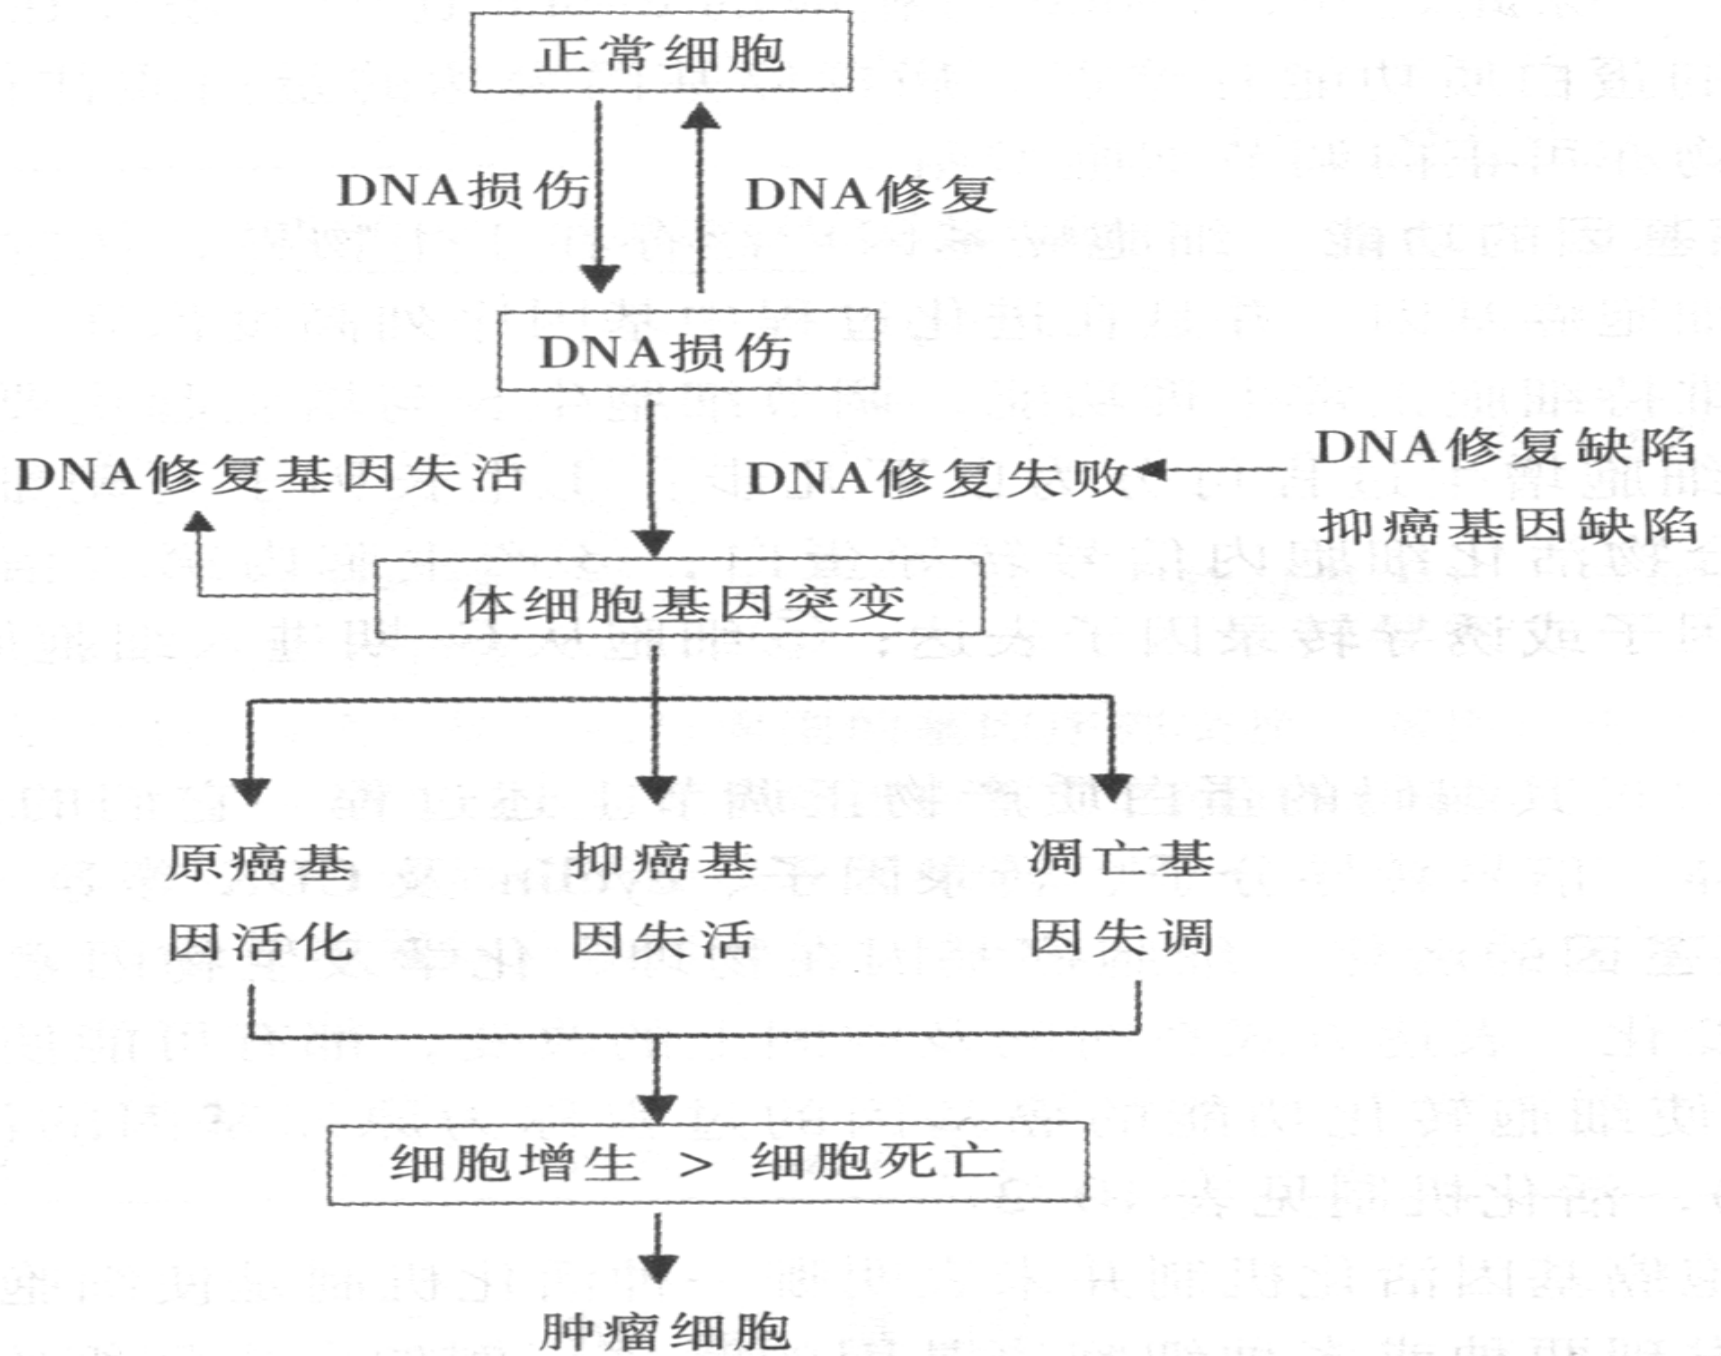 正常细胞
DNA损伤
DNA修复
DNA损伤
DNA修复基因失活
DNA修复失败
DNA修复缺陷
抑癌基因缺陷
体细胞基因突变
原癌基
因活化
抑癌基
因失活
凋亡基
因失调
细胞增生 > 细胞死亡
肿瘤细胞